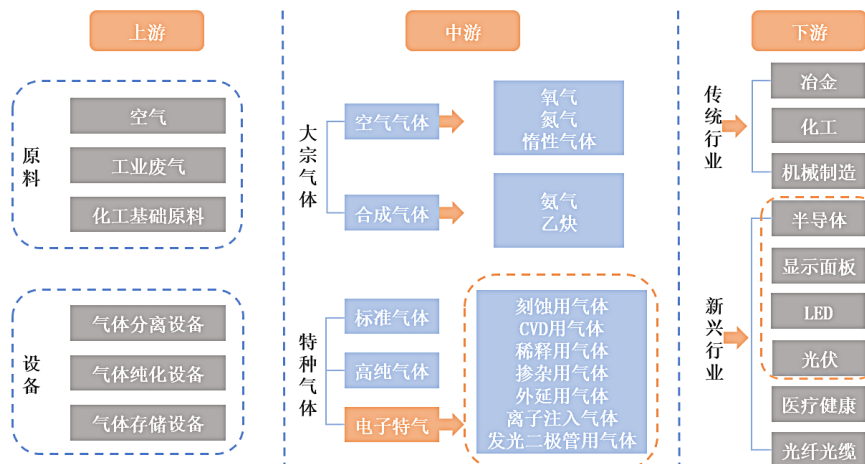 上游
中游
下游
原料
空气
工业废气
化工基础原料
设备
气体分离设备
气体纯化设备
气体存储设备
大宗气体
空气气体
氧气
氮气
惰性气体
合成气体
氨气
乙炔
特种气体
标准气体
高纯气体
电子特气
刻蚀用气体
CVD用气体
稀释用气体
掺杂用气体
外延用气体
离子注入气体
发光二极管用气体
传统行业
冶金
化工
机械制造
新兴行业
半导体
显示面板
LED
光伏
医疗健康
光纤光缆